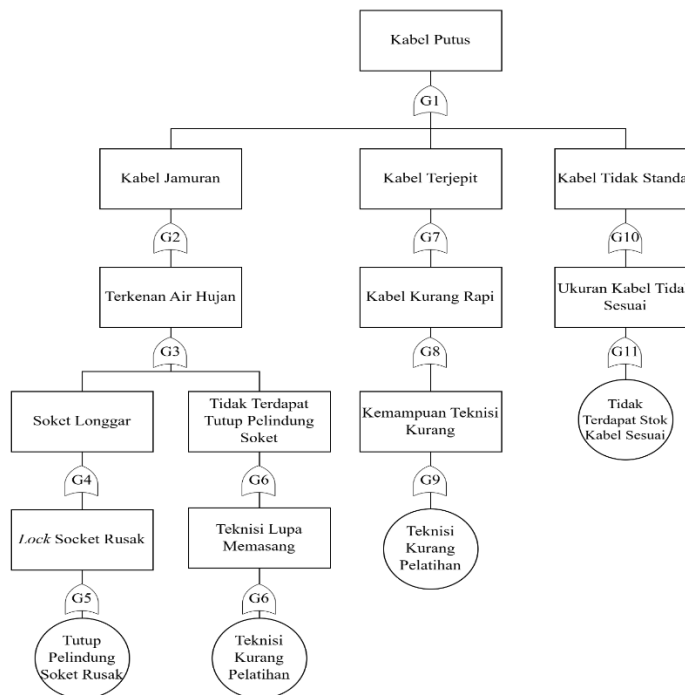 Kabel Putus
G1
Kabel Jamuran
Kabel Terjepit
Kabel Tidak Standa
G2
G7
G10
Terkenan Air Hujan
Kabel Kurang Rapi
Ukuran Kabel Tida
Sesuai
G3
G8
G11
Soket Longgar
Tidak Terdapat
Tutup Pelindung
Soket
Kemampuan Teknisi
Kurang
Tidak
Terdapat Stok
Kabel Sesuai
G4
G6
G9
Lock Socket Rusak
Teknisi Lupa
Memasang
Teknisi
Kurang
Pelatihan
G5
G6
Tutup
Pelindung
Soket Rusak
Teknisi
Kurang
Pelatihan